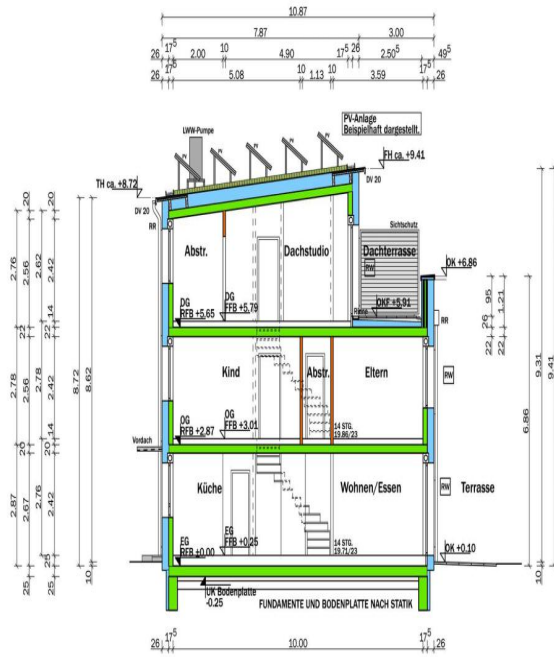 10.87
7.87 3.00
26 17⁵ 2.00 10 4.90 17⁵ 26 2.50⁵ 49⁵
26 17⁵ 5.08 10 1.13 10 3.59 17⁵ 26
PV-Anlage
Beispielhaft dargestellt.
LWW-Pumpe
PV PV PV PV PV
FH ca. +9.41
TH ca. +8.72
DV 20
DV 20
RR
Sichtschutz
Abstr. Dachstudio Dachterrasse
OK +6.86
RW
OKF +5.91
Rinne
RR
DG
RFB +5.65
DG
FFB +5.79
Kind Abstr. Eltern
RW
OG
RFB +2.87
OG
FFB +3.01
14 STG.
19.86/23
Vordach
Küche Wohnen/Essen Terrasse
RW
EG
RFB ±0.00
EG
FFB +0.25
14 STG.
19.71/23
OK +0.10
UK Bodenplatte
-0.25
FUNDAMENTE UND BODENPLATTE NACH STATIK
20 20 20
2.76 2.56 2.62 2.42
14
22 22 22
2.78 2.56 2.78 2.42
14
20 20
2.87 2.67 2.76 2.42
25
25 25 25
8.72 8.62
10
95 1.21
26
22 22
6.86
9.31 9.41
10
26 17⁵ 10.00 17⁵ 26